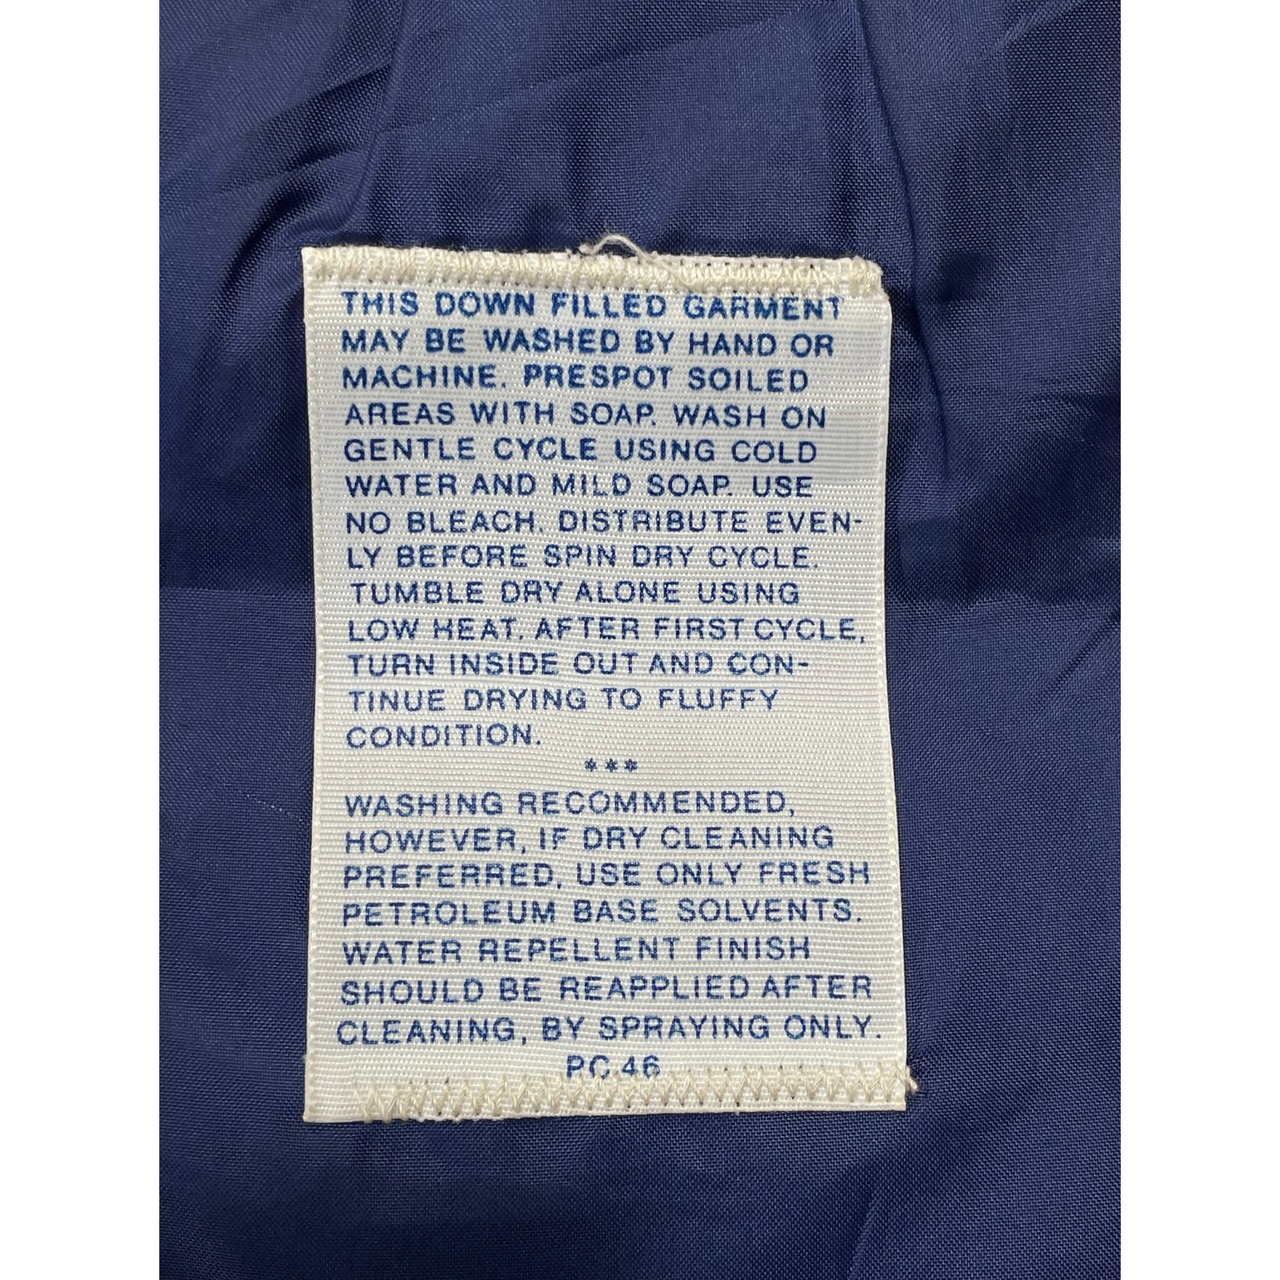 THIS DOWN FILLED GARMENT
MAY BE WASHED BY HAND OR
MACHINE. PRESPOT SOILED
AREAS WITH SOAP. WASH ON
GENTLE CYCLE USING COLD
WATER AND MILD SOAP. USE
NO BLEACH. DISTRIBUTE EVEN-
LY BEFORE SPIN DRY CYCLE.
TUMBLE DRY ALONE USING
LOW HEAT. AFTER FIRST CYCLE,
TURN INSIDE OUT AND CON-
TINUE DRYING TO FLUFFY
CONDITION.
***
WASHING RECOMMENDED,
HOWEVER, IF DRY CLEANING
PREFERRED, USE ONLY FRESH
PETROLEUM BASE SOLVENTS.
WATER REPELLENT FINISH
SHOULD BE REAPPLIED AFTER
CLEANING, BY SPRAYING ONLY.
PC 46